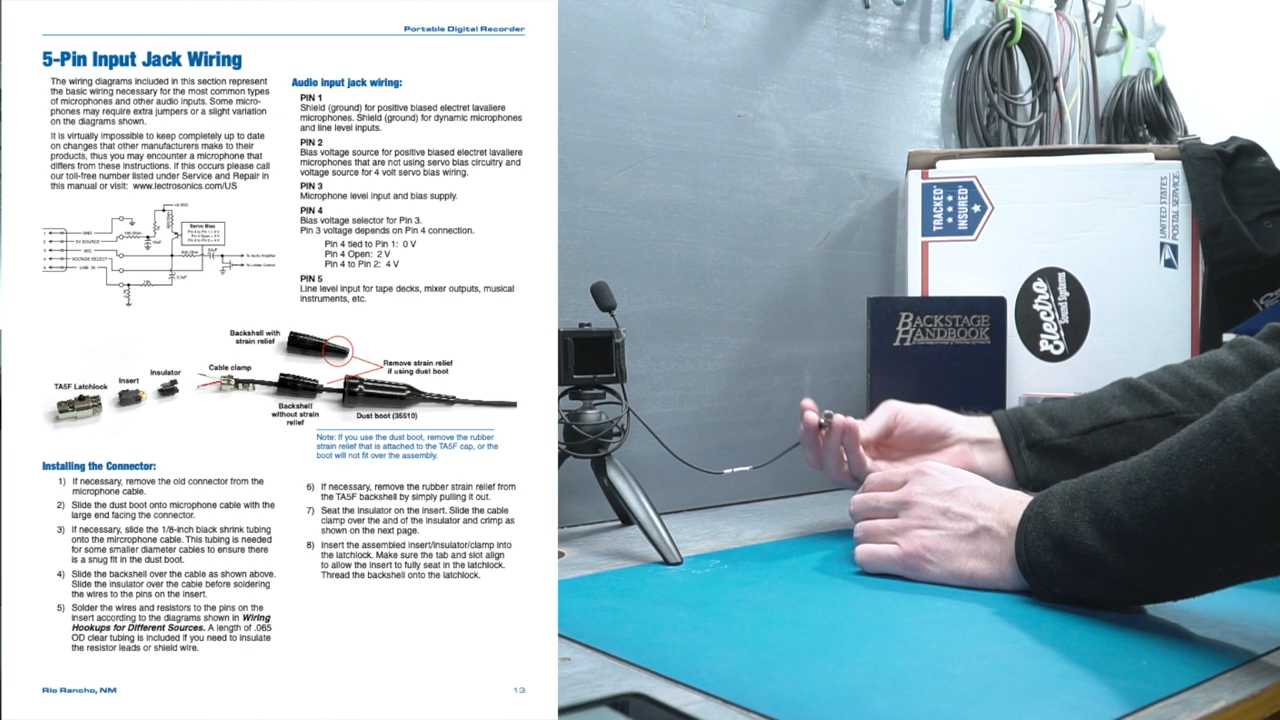 Portable Digital Recorder
5-Pin Input Jack Wiring
The wiring diagrams included in this section represent
the basic wiring necessary for the most common types
of microphones and other audio inputs. Some micro-
phones may require extra jumpers or a slight variation
on the diagrams shown.
It is virtually impossible to keep completely up to date
on changes that other manufacturers make to their
products, thus you may encounter a microphone that
differs from these instructions. If this occurs please call
our toll-free number listed under Service and Repair in
this manual or visit: www.lectrosonics.com/US
GND
5V SOURCE
MIC
VOLTAGE SELECT
LINE IN
Servo Bias
To Audio Amplifier
To Limiter Control
Audio input jack wiring:
PIN 1
Shield (ground) for positive biased electret lavaliere
microphones. Shield (ground) for dynamic microphones
and line level inputs.
PIN 2
Bias voltage source for positive biased electret lavaliere
microphones that are not using servo bias circuitry and
voltage source for 4 volt servo bias wiring.
PIN 3
Microphone level input and bias supply.
PIN 4
Bias voltage selector for Pin 3.
Pin 3 voltage depends on Pin 4 connection.
Pin 4 tied to Pin 1: 0 V
Pin 4 Open: 2 V
Pin 4 to Pin 2: 4 V
PIN 5
Line level input for tape decks, mixer outputs, musical
instruments, etc.
Backshell with
strain relief
Remove strain relief
if using dust boot
Cable clamp
Insulator
Insert
TA5F Latchlock
Backshell
without strain
relief
Dust boot (35510)
Note: If you use the dust boot, remove the rubber
strain relief that is attached to the TA5F cap, or the
boot will not fit over the assembly.
Installing the Connector:
1) If necessary, remove the old connector from the
microphone cable.
2) Slide the dust boot onto microphone cable with the
large end facing the connector.
3) If necessary, slide the 1/8-inch black shrink tubing
onto the mircrophone cable. This tubing is needed
for some smaller diameter cables to ensure there
is a snug fit in the dust boot.
4) Slide the backshell over the cable as shown above.
Slide the insulator over the cable before soldering
the wires to the pins on the insert.
5) Solder the wires and resistors to the pins on the
insert according to the diagrams shown in Wiring
Hookups for Different Sources. A length of .065
OD clear tubing is included if you need to insulate
the resistor leads or shield wire.
6) If necessary, remove the rubber strain relief from
the TA5F backshell by simply pulling it out.
7) Seat the insulator on the insert. Slide the cable
clamp over the and of the insulator and crimp as
shown on the next page.
8) Insert the assembled insert/insulator/clamp into
the latchlock. Make sure the tab and slot align
to allow the insert to fully seat in the latchlock.
Thread the backshell onto the latchlock.
Rio Rancho, NM
13
TRACKED
INSURED
UNITED STATES
POSTAL SERVICE
Electro
Sound Systems
BACKSTAGE
HANDBOOK